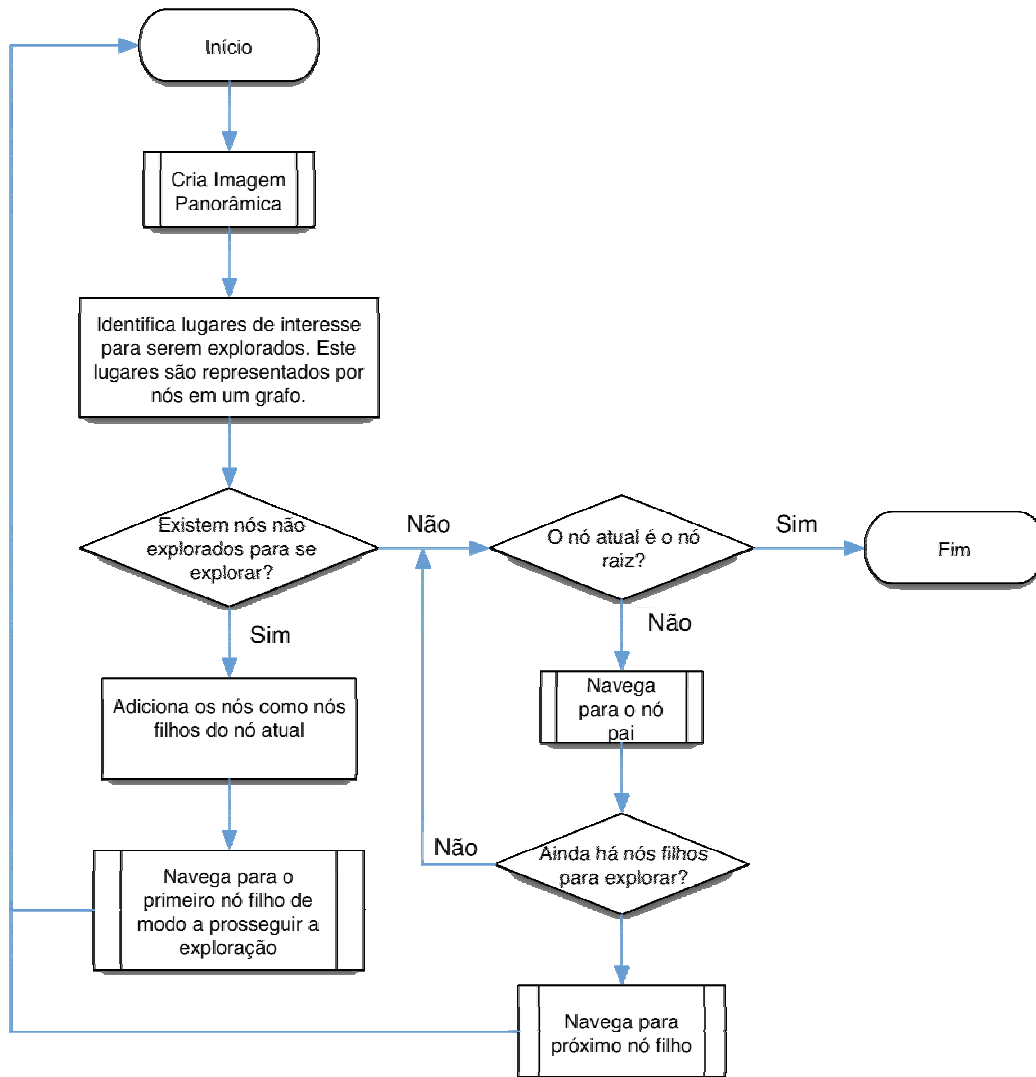 Início
Cria Imagem
Panorâmica
Identifica lugares de interesse
para serem explorados. Este
lugares são representados por
nós em um grafo.
Existem nós não
explorados para se
explorar?
Não
O nó atual é o nó
raiz?
Sim
Fim
Sim
Não
Adiciona os nós como nós
filhos do nó atual
Navega
para o nó
pai
Não
Ainda há nós filhos
para explorar?
Navega para o
primeiro nó filho de
modo a prosseguir a
exploração
Navega para
próximo nó filho